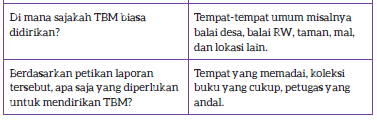 Di mana sajakah TBM biasa
didirikan?
Tempat-tempat umum misalnya
balai desa, balai RW, taman, mal,
dan lokasi lain.
Berdasarkan petikan laporan
tersebut, apa saja yang diperlukan
untuk mendirikan TBM?
Tempat yang memadai, koleksi
buku yang cukup, petugas yang
andal.